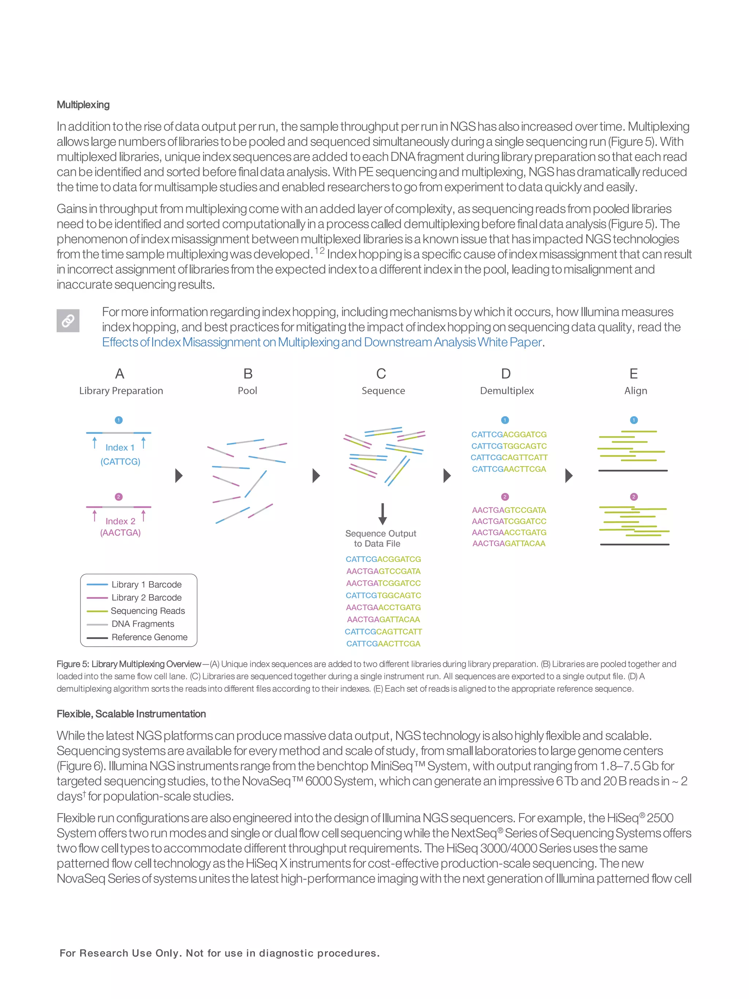 Multiplexing
In addition to the rise of data output per run, the sample throughput per run in NGS has also increased over time. Multiplexing
allows large numbers of libraries to be pooled and sequenced simultaneously during a single sequencing run (Figure 5). With
multiplexed libraries, unique index sequences are added to each DNA fragment during library preparation so that each read
can be identified and sorted before final data analysis. With PE sequencing and multiplexing, NGS has dramatically reduced
the time to data for multisample studies and enabled researchers to go from experiment to data quickly and easily.
Gains in throughput from multiplexing come with an added layer of complexity, as sequencing reads from pooled libraries
need to be identified and sorted computationally in a process called demultiplexing before final data analysis (Figure 5). The
phenomenon of index misassignment between multiplexed libraries is a known issue that has impacted NGS technologies
from the time sample multiplexing was developed.12 Index hopping is a specific cause of index misassignment that can result
in incorrect assignment of libraries from the expected index to a different index in the pool, leading to misalignment and
inaccurate sequencing results.
For more information regarding index hopping, including mechanisms by which it occurs, how Illumina measures
index hopping, and best practices for mitigating the impact of index hopping on sequencing data quality, read the
Effects of Index Misassignment on Multiplexing and Downstream Analysis White Paper.
A
Library Preparation
1
Index 1
(CATTCG)
2
Index 2
(AACTGA)
B
Pool
C
Sequence
Sequence Output
to Data File
CATTCGACGGATCG
AACTGAGTCCGATA
AACTGATCGGATCC
CATTCGTGGCAGTC
AACTGAACCTGATG
AACTGAGATTACAA
CATTCGCAGTTCATT
CATTCGAACTTCGA
D
Demultiplex
1
CATTCGACGGATCG
CATTCGTGGCAGTC
CATTCGCAGTTCATT
CATTCGAACTTCGA
2
AACTGAGTCCGATA
AACTGATCGGATCC
AACTGAACCTGATG
AACTGAGATTACAA
E
Align
1
2
Library 1 Barcode
Library 2 Barcode
Sequencing Reads
DNA Fragments
Reference Genome
Figure 5: Library Multiplexing Overview—(A) Unique index sequences are added to two different libraries during library preparation. (B) Libraries are pooled together and
loaded into the same flow cell lane. (C) Libraries are sequenced together during a single instrument run. All sequences are exported to a single output file. (D) A
demultiplexing algorithm sorts the reads into different files according to their indexes. (E) Each set of reads is aligned to the appropriate reference sequence.
Flexible, Scalable Instrumentation
While the latest NGS platforms can produce massive data output, NGS technology is also highly flexible and scalable.
Sequencing systems are available for every method and scale of study, from small laboratories to large genome centers
(Figure 6). Illumina NGS instruments range from the benchtop MiniSeq™ System, with output ranging from 1.8–7.5 Gb for
targeted sequencing studies, to the NovaSeq™ 6000 System, which can generate an impressive 6 Tb and 20 B reads in ~ 2
days† for population-scale studies.
Flexible run configurations are also engineered into the design of Illumina NGS sequencers. For example, the HiSeq® 2500
System offers two run modes and single or dual flow cell sequencing while the NextSeq® Series of Sequencing Systems offers
two flow cell types to accommodate different throughput requirements. The HiSeq 3000/4000 Series uses the same
patterned flow cell technology as the HiSeq X instruments for cost-effective production-scale sequencing. The new
NovaSeq Series of systems unites the latest high-performance imaging with the next generation of Illumina patterned flow cell
For Research Use Only. Not for use in diagnostic procedures.